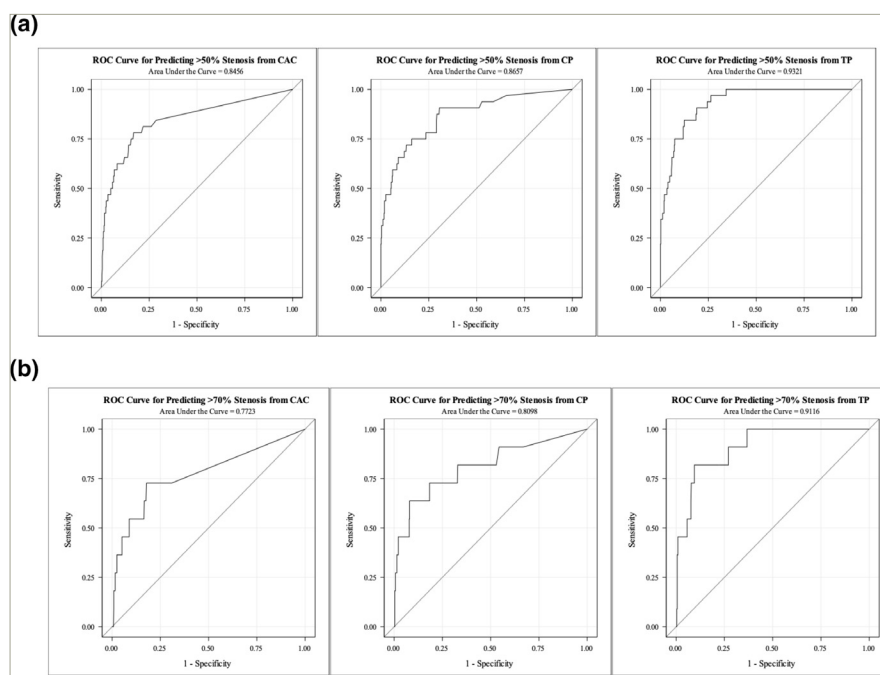 (a)
ROC Curve for Predicting >50% Stenosis from CAC
Area Under the Curve = 0.8456
1.00
0.75
0.50
0.25
0.00
Sensitivity
0.00 0.25 0.50 0.75 1.00
1 - Specificity
ROC Curve for Predicting >50% Stenosis from CP
Area Under the Curve = 0.8657
1.00
0.75
0.50
0.25
0.00
Sensitivity
0.00 0.25 0.50 0.75 1.00
1 - Specificity
ROC Curve for Predicting >50% Stenosis from TP
Area Under the Curve = 0.9321
1.00
0.75
0.50
0.25
0.00
Sensitivity
0.00 0.25 0.50 0.75 1.00
1 - Specificity
(b)
ROC Curve for Predicting >70% Stenosis from CAC
Area Under the Curve = 0.7723
1.00
0.75
0.50
0.25
0.00
Sensitivity
0.00 0.25 0.50 0.75 1.00
1 - Specificity
ROC Curve for Predicting >70% Stenosis from CP
Area Under the Curve = 0.8098
1.00
0.75
0.50
0.25
0.00
Sensitivity
0.00 0.25 0.50 0.75 1.00
1 - Specificity
ROC Curve for Predicting >70% Stenosis from TP
Area Under the Curve = 0.9116
1.00
0.75
0.50
0.25
0.00
Sensitivity
0.00 0.25 0.50 0.75 1.00
1 - Specificity